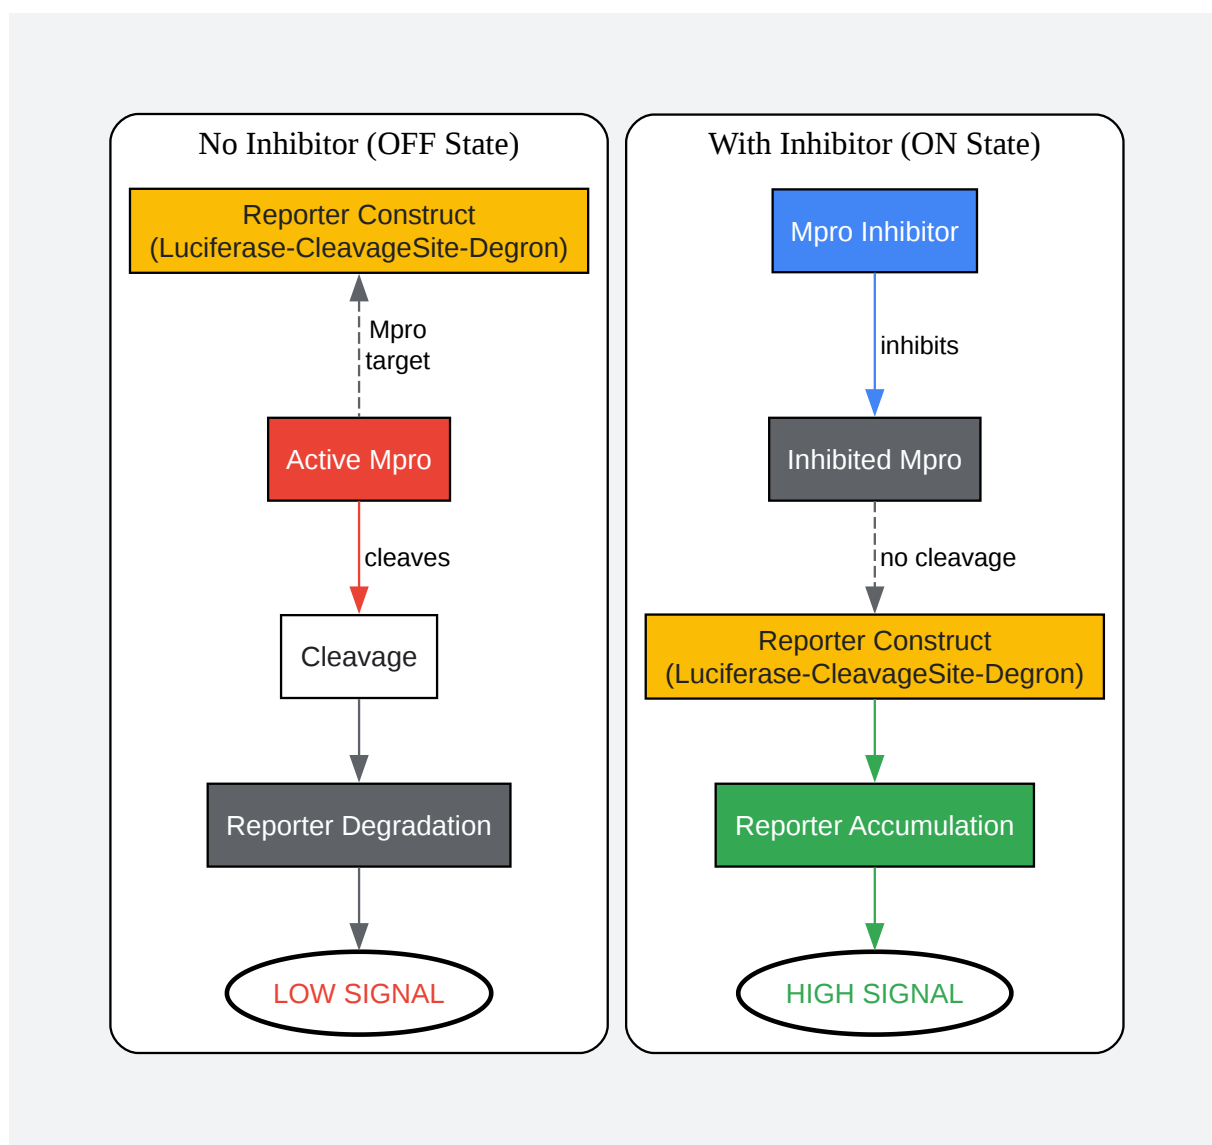 No Inhibitor (OFF State)
Reporter Construct
(Luciferase-CleavageSite-Degron)
Mpro
target
Active Mpro
cleaves
Cleavage
Reporter Degradation
LOW SIGNAL
With Inhibitor (ON State)
Mpro Inhibitor
inhibits
Inhibited Mpro
no cleavage
Reporter Construct
(Luciferase-CleavageSite-Degron)
Reporter Accumulation
HIGH SIGNAL